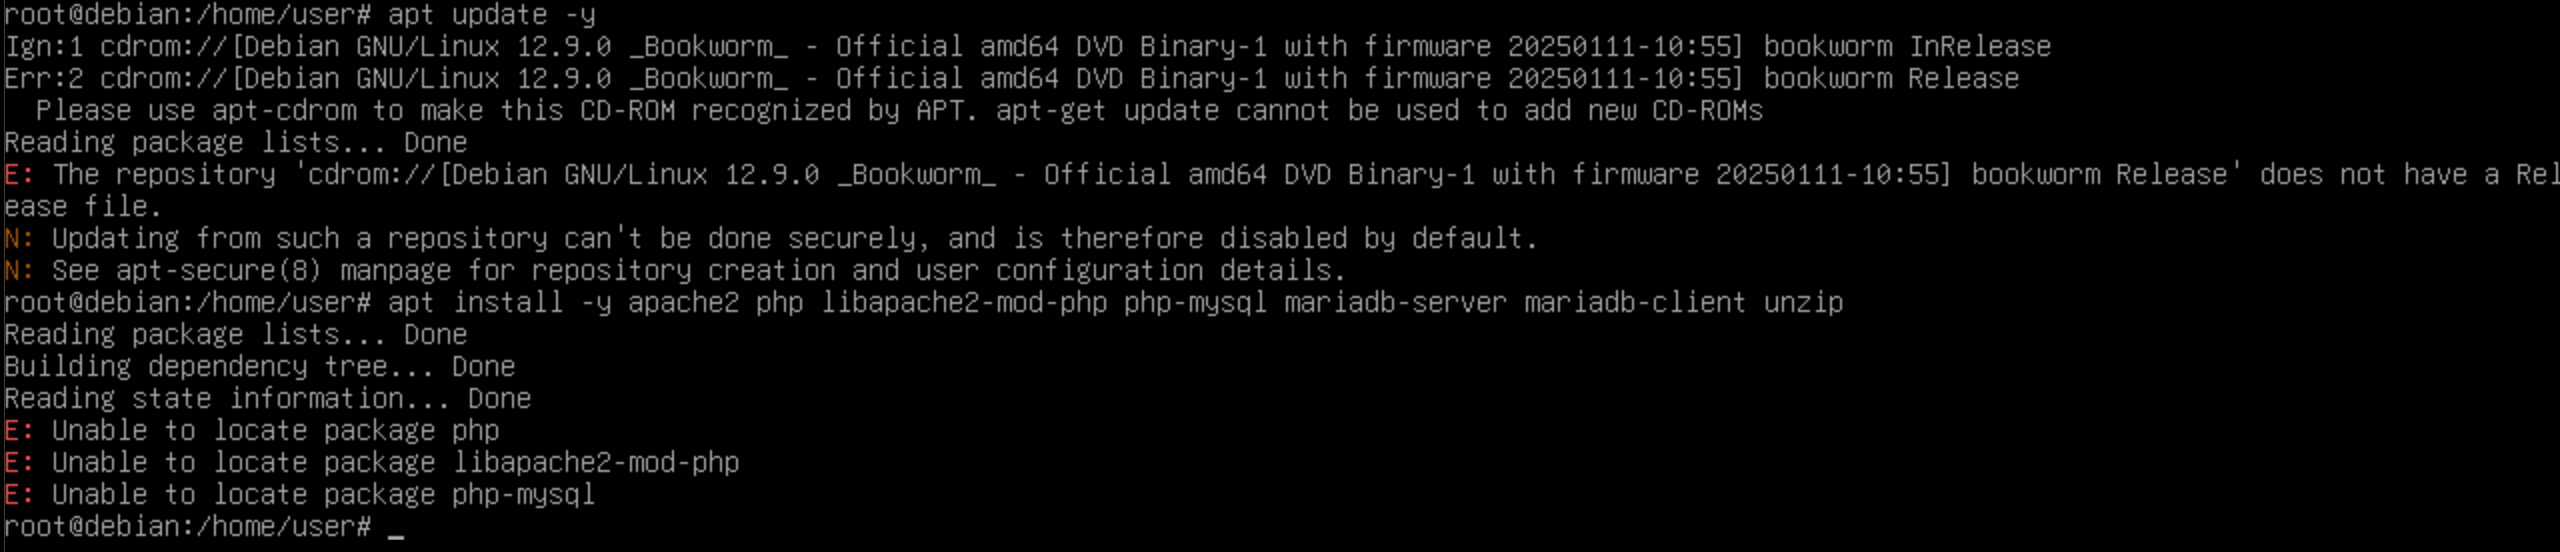 root@debian:/home/user# apt update -y
Ign:1 cdrom://[Debian GNU/Linux 12.9.0 _Bookworm_ - Official amd64 DVD Binary-1 with firmware 20250111-10:55] bookworm InRelease
Err:2 cdrom://[Debian GNU/Linux 12.9.0 _Bookworm_ - Official amd64 DVD Binary-1 with firmware 20250111-10:55] bookworm Release
  Please use apt-cdrom to make this CD-ROM recognized by APT. apt-get update cannot be used to add new CD-ROMs
Reading package lists... Done
E: The repository 'cdrom://[Debian GNU/Linux 12.9.0 _Bookworm_ - Official amd64 DVD Binary-1 with firmware 20250111-10:55] bookworm Release' does not have a Rel
ease file.
N: Updating from such a repository can't be done securely, and is therefore disabled by default.
N: See apt-secure(8) manpage for repository creation and user configuration details.
root@debian:/home/user# apt install -y apache2 php libapache2-mod-php php-mysql mariadb-server mariadb-client unzip
Reading package lists... Done
Building dependency tree... Done
Reading state information... Done
E: Unable to locate package php
E: Unable to locate package libapache2-mod-php
E: Unable to locate package php-mysql
root@debian:/home/user# _